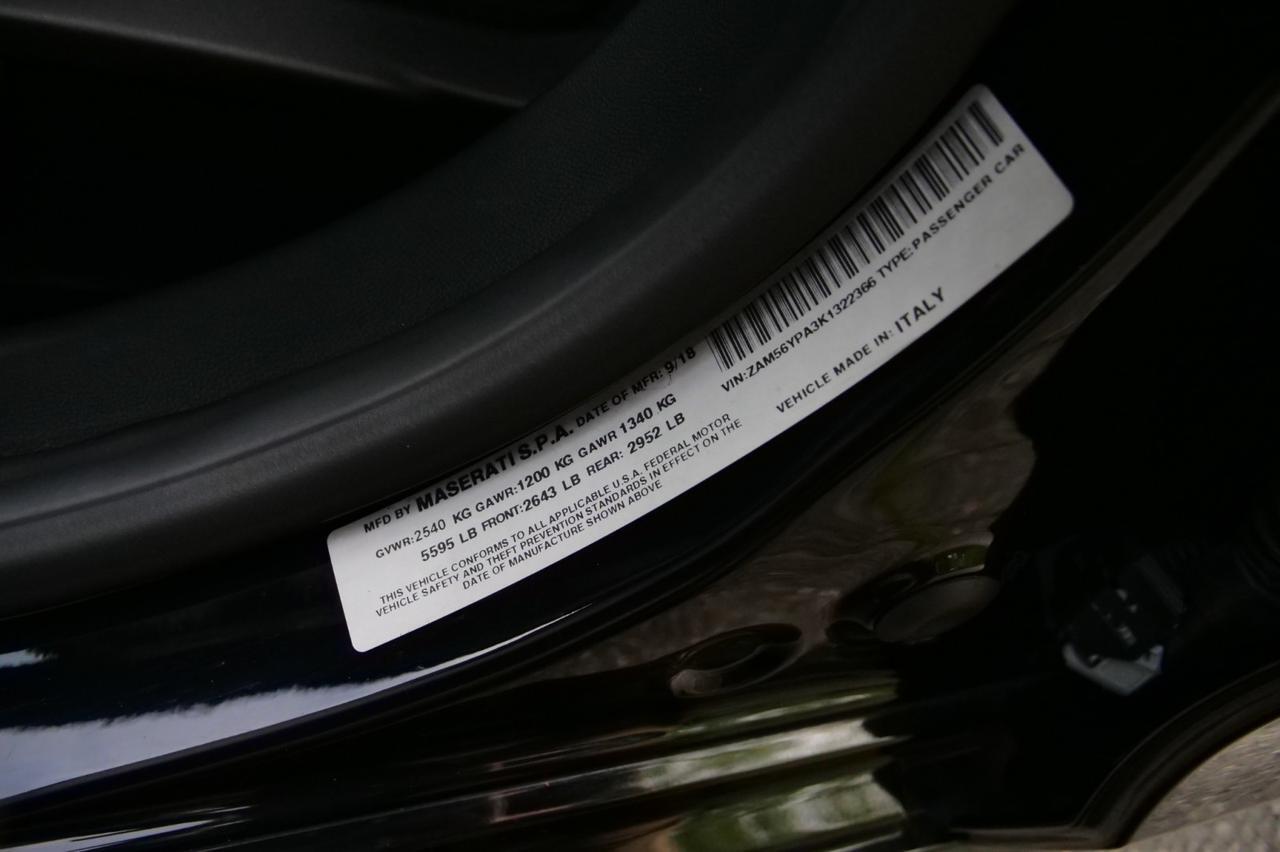 MFD BY MASERATI S.P.A. DATE OF MFR: 9/18
GVWR:2540 KG GAWR:1200 KG GAWR 1340 KG
5595 LB FRONT:2643 LB REAR: 2952 LB
THIS VEHICLE CONFORMS TO ALL APPLICABLE U.S.A. FEDERAL MOTOR
VEHICLE SAFETY AND THEFT PREVENTION STANDARDS IN EFFECT ON THE
DATE OF MANUFACTURE SHOWN ABOVE
VIN:ZAM56YPA3K1322366 TYPE:PASSENGER CAR
VEHICLE MADE IN: ITALY